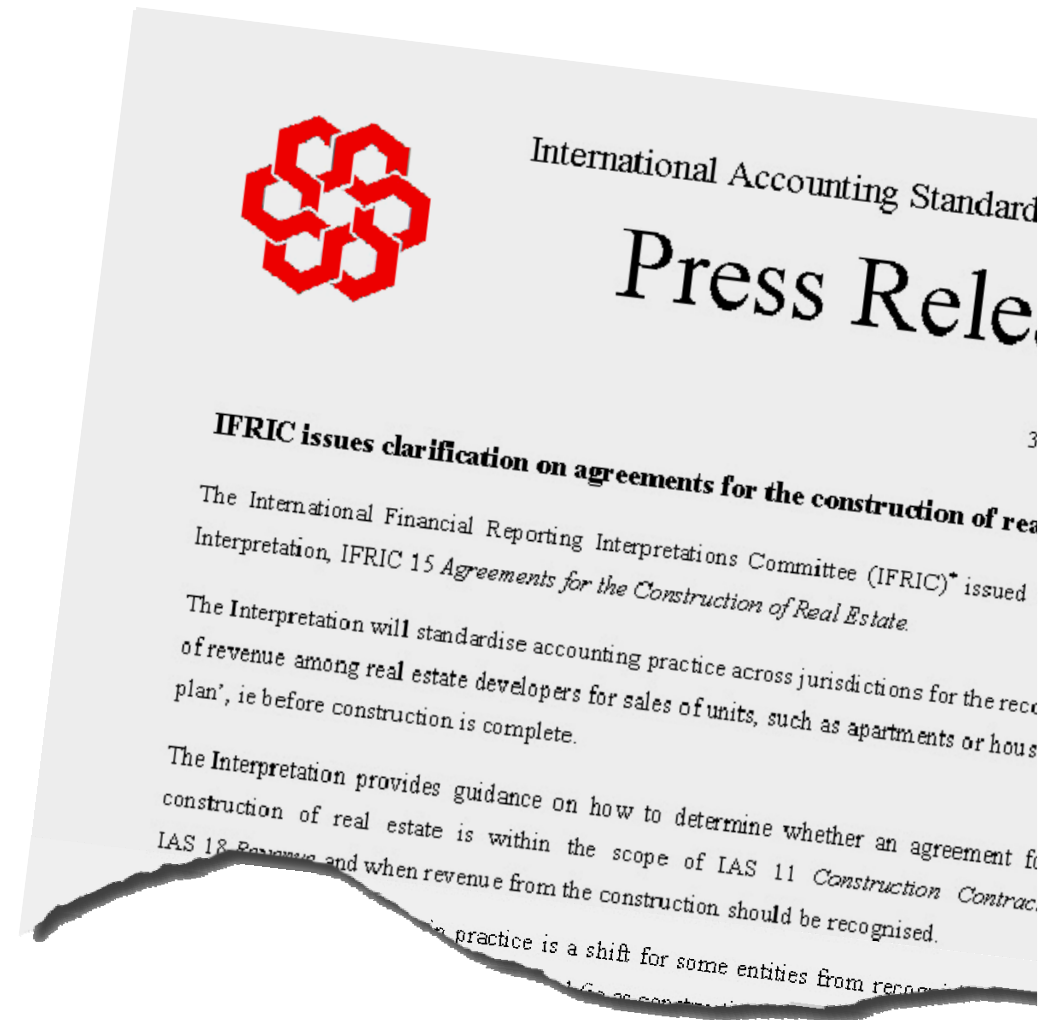 International Accounting Standard
Press Rele
3
IFRIC issues clarification on agreements for the construction of rea
The International Financial Reporting Interpretations Committee (IFRIC)* issued
Interpretation, IFRIC 15 Agreements for the Construction of Real Estate.
The Interpretation will standardise accounting practice across jurisdictions for the reco
of revenue among real estate developers for sales of units, such as apartments or hous
plan’, ie before construction is complete.
The Interpretation provides guidance on how to determine whether an agreement fo
construction of real estate is within the scope of IAS 11 Construction Contrac
IAS 18 Revenue and when revenue from the construction should be recognised.
in practice is a shift for some entities from
as